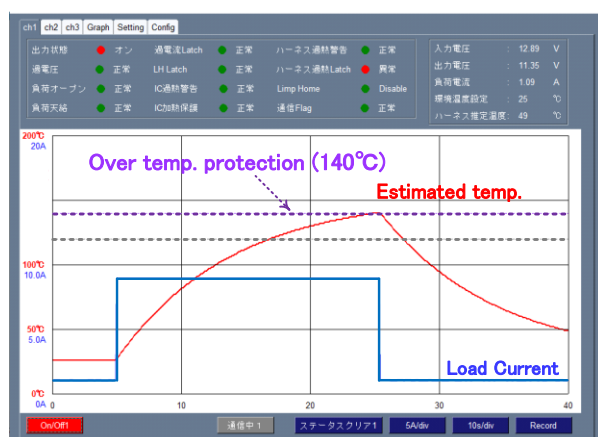 ch1 ch2 ch3 Graph Setting Config
出力状態 オン 過電流Latch 正常 ハーネス過熱警告 正常 入力電圧 : 12.89 V
過電圧 正常 LH Latch 正常 ハーネス過熱Latch 異常 出力電圧 : 11.35 V
負荷オープン 正常 IC過熱警告 正常 Limp Home Disable 負荷電流 : 1.09 A
負荷天絡 正常 IC加熱保護 正常 通信Flag 正常 環境温度設定 : 25 ℃
ハーネス推定温度: 49 ℃
200℃
20A
Over temp. protection (140℃)
Estimated temp.
100℃
10.0A
50℃
5.0A
Load Current
0℃
0A 0 10 20 30 40
On/Off1 通信中 1 ステータスクリア1 5A/div 10s/div Record